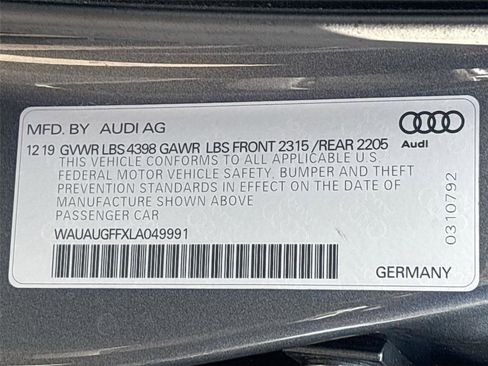 MFD. BY AUDI AG
Audi
12 19 GVWR LBS 4398 GAWR LBS FRONT 2315 /REAR 2205
THIS VEHICLE CONFORMS TO ALL APPLICABLE U.S.
FEDERAL MOTOR VEHICLE SAFETY, BUMPER AND THEFT
PREVENTION STANDARDS IN EFFECT ON THE DATE OF
MANUFACTURE SHOWN ABOVE
PASSENGER CAR
WAUAUGFFXLA049991
GERMANY
0310792